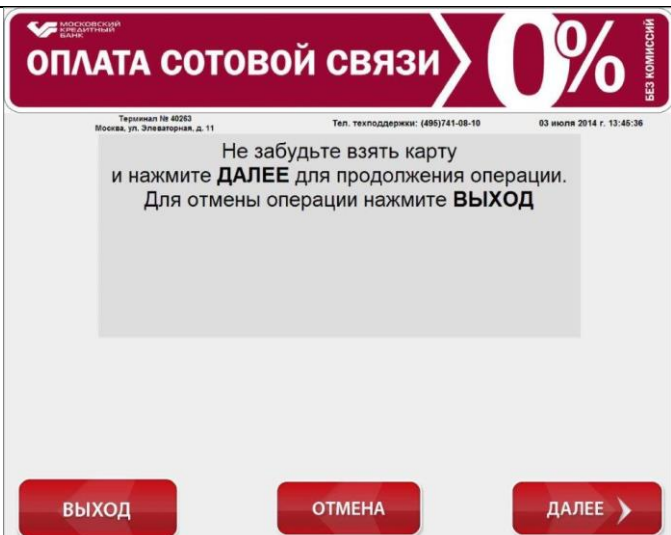 МОСКОВСКИЙ
КРЕДИТНЫЙ
БАНК
ОПЛАТА СОТОВОЙ СВЯЗИ
0%
БЕЗ КОМИССИЙ
Терминал № 40263
Москва, ул. Элеваторная, д. 11
Тел. техподдержки: (495)741-08-10
03 июля 2014 г. 13:45:36
Не забудьте взять карту
и нажмите ДАЛЕЕ для продолжения операции.
Для отмены операции нажмите ВЫХОД
ВЫХОД
ОТМЕНА
ДАЛЕЕ